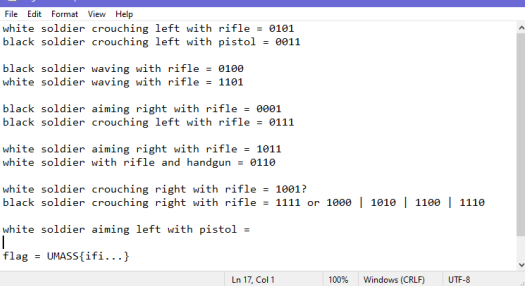 File Edit Format View Help
white soldier crouching left with rifle = 0101
black soldier crouching left with pistol = 0011
black soldier waving with rifle = 0100
white soldier waving with rifle = 1101
black soldier aiming right with rifle = 0001
black soldier crouching left with rifle = 0111
white soldier aiming right with rifle = 1011
white soldier with rifle and handgun = 0110
white soldier crouching right with rifle = 1001?
black soldier crouching right with rifle = 1111 or 1000 | 1010 | 1100 | 1110
white soldier aiming left with pistol =
flag = UMASS{ifi...}
Ln 17, Col 1 100% Windows (CRLF) UTF-8